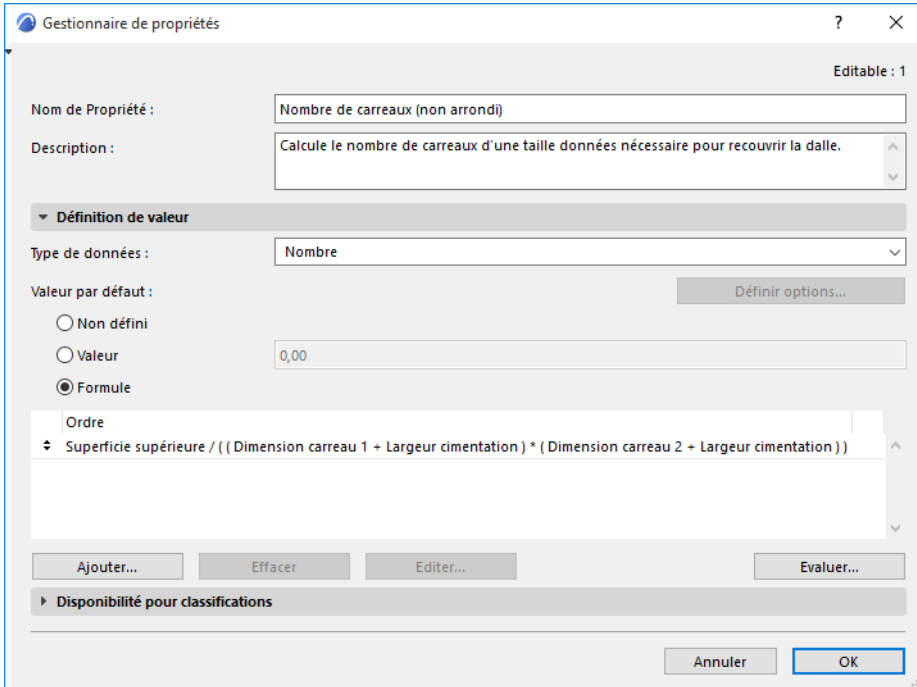 Gestionnaire de propriétés
?
Editable : 1
Nom de Propriété :
Nombre de carreaux (non arrondi)
Description :
Calcule le nombre de carreaux d'une taille données nécessaire pour recouvrir la dalle.
Définition de valeur
Type de données :
Nombre
Valeur par défaut :
Définir options...
Non défini
Valeur
0,00
Formule
Ordre
Superficie supérieure / ( ( Dimension carreau 1 + Largeur cimentation ) * ( Dimension carreau 2 + Largeur cimentation ) )
Ajouter...
Effacer
Editer...
Evaluer...
Disponibilité pour classifications
Annuler
OK